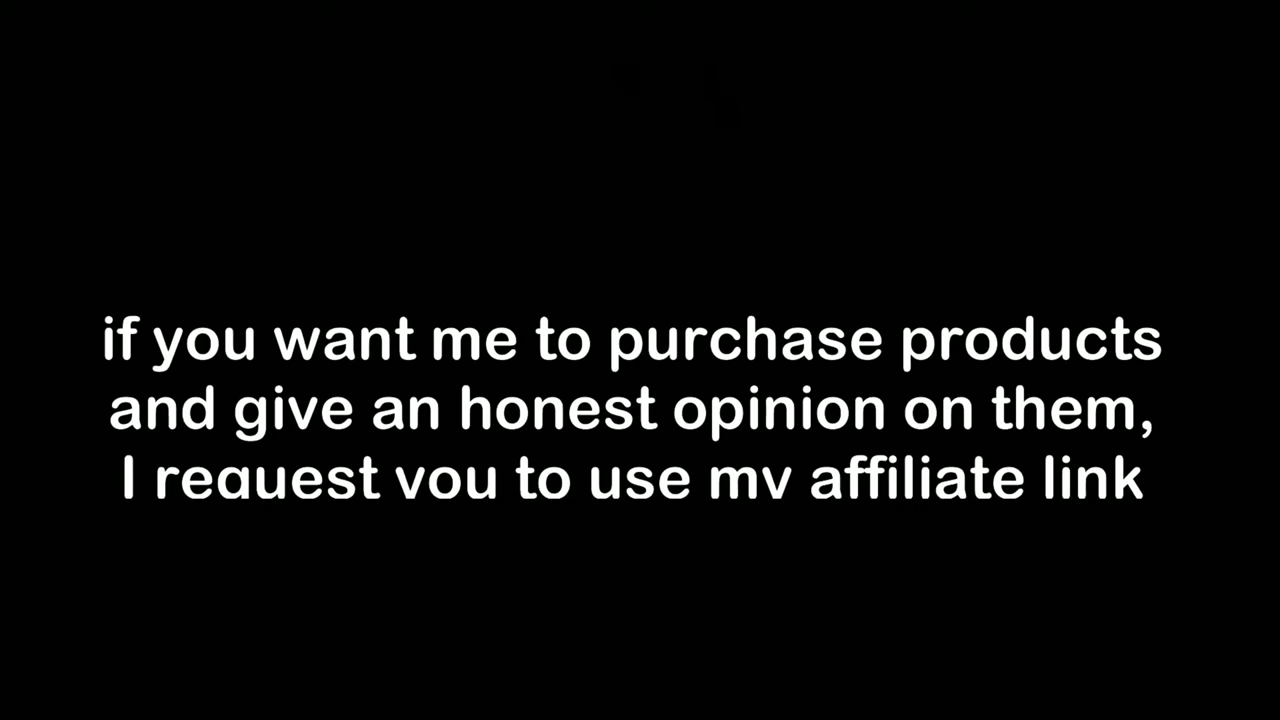 if you want me to purchase products
and give an honest opinion on them,
I request you to use my affiliate link